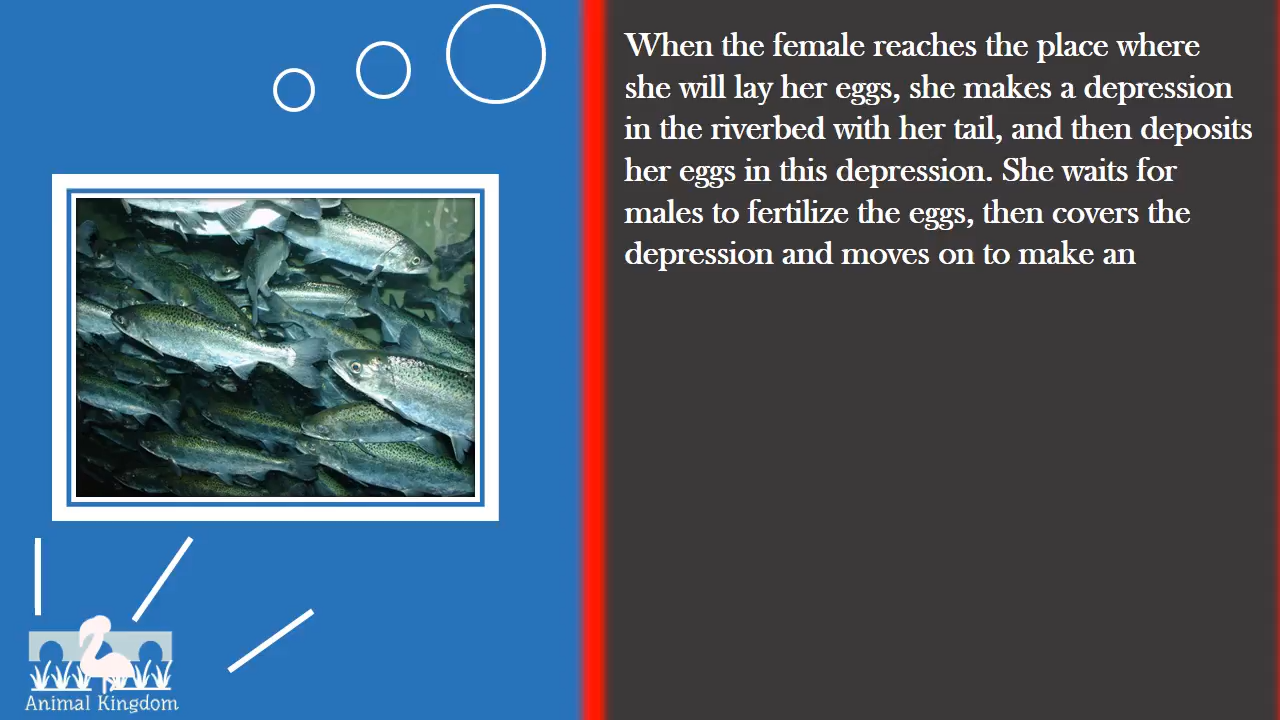 When the female reaches the place where
she will lay her eggs, she makes a depression
in the riverbed with her tail, and then deposits
her eggs in this depression. She waits for
males to fertilize the eggs, then covers the
depression and moves on to make an
Animal Kingdom